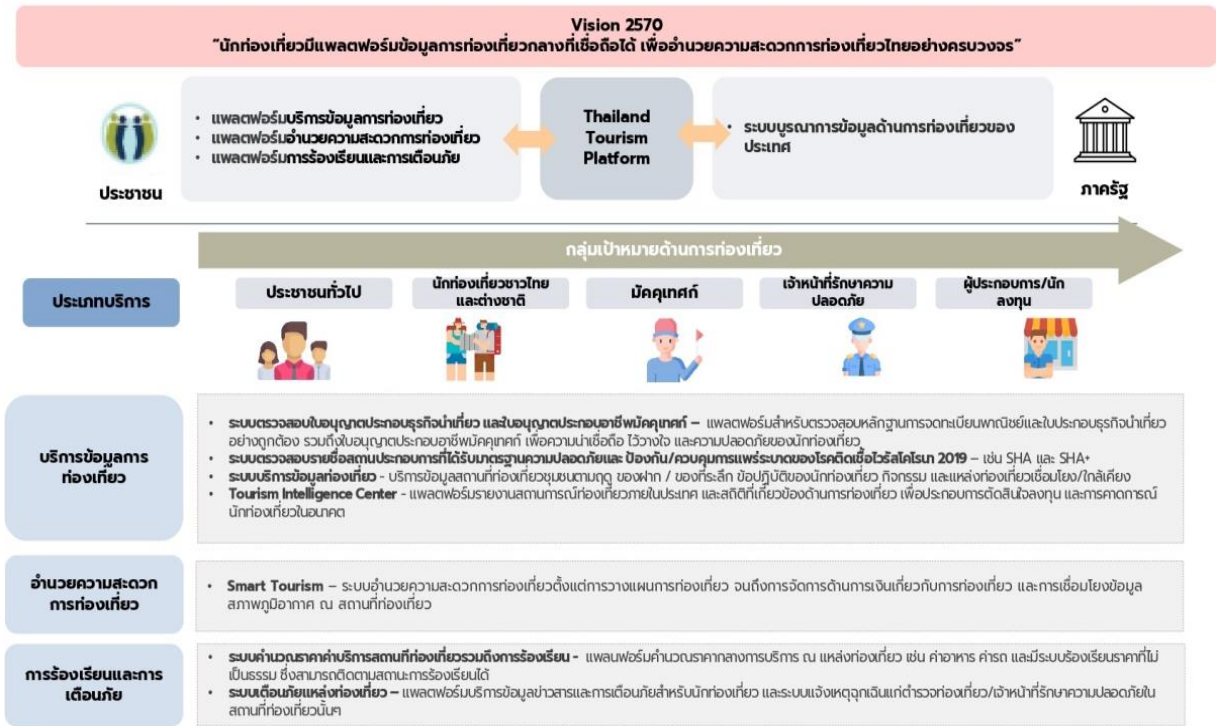 Vision 2570
“นักท่องเที่ยวมีแพลตฟอร์มข้อมูลการท่องเที่ยวกลางที่เชื่อถือได้ เพื่ออำนวยความสะดวกการท่องเที่ยวไทยอย่างครบวงจร”
ประชาชน
• แพลตฟอร์มบริการข้อมูลการท่องเที่ยว
• แพลตฟอร์มอำนวยความสะดวกการท่องเที่ยว
• แพลตฟอร์มการร้องเรียนและการเตือนภัย
Thailand
Tourism
Platform
• ระบบบูรณาการข้อมูลด้านการท่องเที่ยวของ
ประเทศ
ภาครัฐ
กลุ่มเป้าหมายด้านการท่องเที่ยว
ประเภทบริการ
ประชาชนทั่วไป
นักท่องเที่ยวชาวไทย
และต่างชาติ
มัคคุเทศก์
เจ้าหน้าที่รักษาความ
ปลอดภัย
ผู้ประกอบการ/นัก
ลงทุน
บริการข้อมูลการ
ท่องเที่ยว
• ระบบตรวจสอบใบอนุญาตประกอบธุรกิจนำเที่ยว และใบอนุญาตประกอบอาชีพมัคคุเทศก์ – แพลตฟอร์มสำหรับตรวจสอบหลักฐานการจดทะเบียนพาณิชย์และใบประกอบธุรกิจนำเที่ยว
อย่างถูกต้อง รวมถึงใบอนุญาตประกอบอาชีพมัคคุเทศก์ เพื่อความน่าเชื่อถือ ไว้วางใจ และความปลอดภัยของนักท่องเที่ยว
• ระบบตรวจสอบรายชื่อสถานประกอบการที่ได้รับมาตรฐานความปลอดภัยและ ป้องกัน/ควบคุมการแพร่ระบาดของโรคติดเชื้อไวรัสโคโรนา 2019 – เช่น SHA และ SHA+
• ระบบบริการข้อมูลท่องเที่ยว - บริการข้อมูลสถานที่ท่องเที่ยวชุมชนตามฤดู ของฝาก / ของที่ระลึก ข้อปฏิบัติของนักท่องเที่ยว กิจกรรม และแหล่งท่องเที่ยวเชื่อมโยง/ใกล้เคียง
• Tourism Intelligence Center - แพลตฟอร์มรายงานสถานการณ์ท่องเที่ยวภายในประเทศ และสถิติที่เกี่ยวข้องด้านการท่องเที่ยว เพื่อประกอบการตัดสินใจลงทุน และการคาดการณ์
นักท่องเที่ยวในอนาคต
อำนวยความสะดวก
การท่องเที่ยว
• Smart Tourism – ระบบอำนวยความสะดวกการท่องเที่ยวตั้งแต่การวางแผนการท่องเที่ยว จนถึงการจัดการด้านการเงินเกี่ยวกับการท่องเที่ยว และการเชื่อมโยงข้อมูล
สภาพภูมิอากาศ ณ สถานที่ท่องเที่ยว
การร้องเรียนและการ
เตือนภัย
• ระบบคำนวณราคาค่าบริการสถานที่ท่องเที่ยวรวมถึงการร้องเรียน - แพลนฟอร์มคำนวณราคากลางการบริการ ณ แหล่งท่องเที่ยว เช่น ค่าอาหาร ค่ารถ และมีระบบร้องเรียนราคาที่ไม่
เป็นธรรม ซึ่งสามารถติดตามสถานะการร้องเรียนได้
• ระบบเตือนภัยแหล่งท่องเที่ยว – แพลตฟอร์มบริการข้อมูลข่าวสารและการเตือนภัยสำหรับนักท่องเที่ยว และระบบแจ้งเหตุฉุกเฉินแก่ตำรวจท่องเที่ยว/เจ้าหน้าที่รักษาความปลอดภัยใน
สถานที่ท่องเที่ยวนั้นๆ